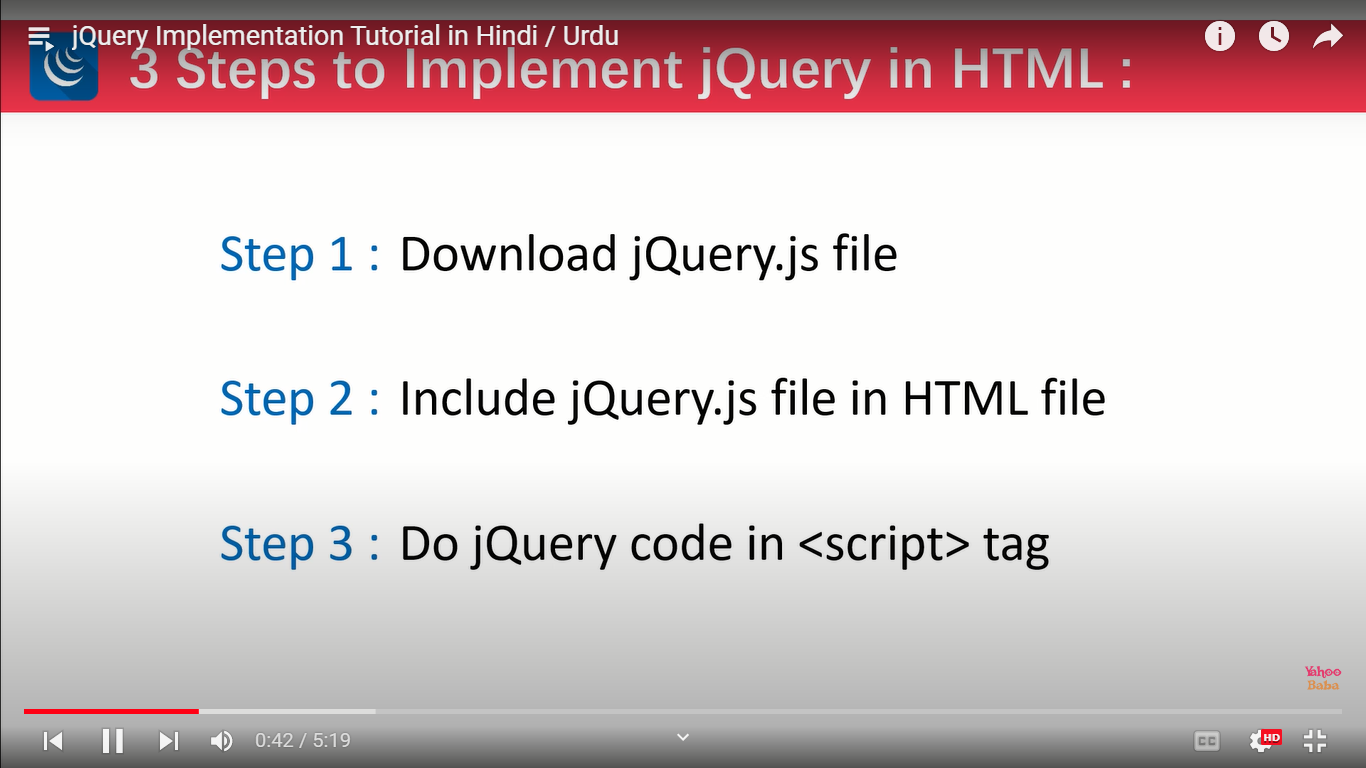 jQuery Implementation Tutorial in Hindi / Urdu
3 Steps to Implement jQuery in HTML :
Step 1 : Download jQuery.js file
Step 2 : Include jQuery.js file in HTML file
Step 3 : Do jQuery code in <script> tag
Yahoo
Baba
0:42 / 5:19
CC
HD